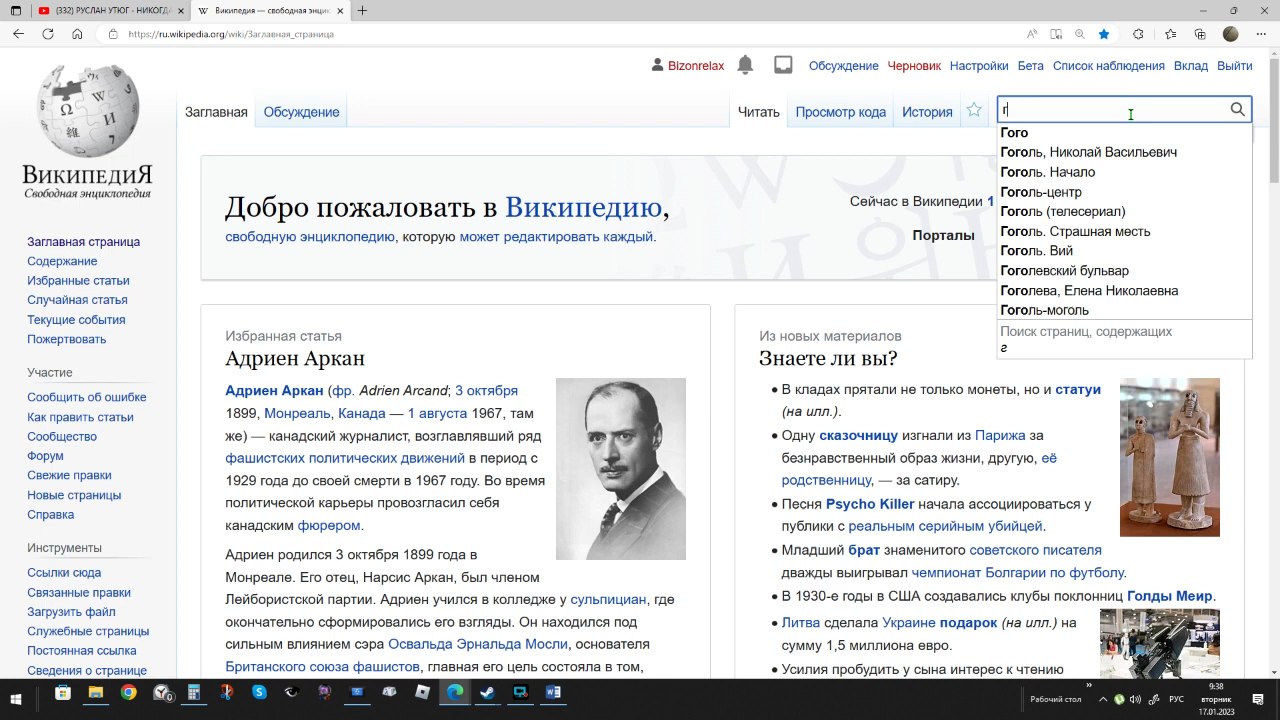 (332) РУСЛАН УТЮГ - НИКОГДА
Википедия — свободная энцик
https://ru.wikipedia.org/wiki/Заглавная_страница
Bizonrelax
Обсуждение Черновик Настройки Бета Список наблюдения Вклад Выйти
Заглавная Обсуждение Читать Просмотр кода История
г
Гого
Гоголь, Николай Васильевич
Гоголь. Начало
Гоголь-центр
Гоголь (телесериал)
Гоголь. Страшная месть
Гоголь. Вий
Гоголевский бульвар
Гоголева, Елена Николаевна
Гоголь-моголь
Поиск страниц, содержащих
г
ВИКИПЕДИЯ
Свободная энциклопедия
Заглавная страница
Содержание
Избранные статьи
Случайная статья
Текущие события
Пожертвовать
Участие
Сообщить об ошибке
Как править статьи
Сообщество
Форум
Свежие правки
Новые страницы
Справка
Инструменты
Ссылки сюда
Связанные правки
Загрузить файл
Служебные страницы
Постоянная ссылка
Сведения о странице
Добро пожаловать в Википедию,
свободную энциклопедию, которую может редактировать каждый.
Сейчас в Википедии 1
Порталы
Избранная статья
Адриен Аркан
Адриен Аркан (фр. Adrien Arcand; 3 октября
1899, Монреаль, Канада — 1 августа 1967, там
же) — канадский журналист, возглавлявший ряд
фашистских политических движений в период с
1929 года до своей смерти в 1967 году. Во время
политической карьеры провозгласил себя
канадским фюрером.
Адриен родился 3 октября 1899 года в
Монреале. Его отец, Нарсис Аркан, был членом
Лейбористской партии. Адриен учился в колледже у сульпициан, где
окончательно сформировались его взгляды. Он находился под
сильным влиянием сэра Освальда Эрнальда Мосли, основателя
Британского союза фашистов, главная его цель состояла в том,
Из новых материалов
Знаете ли вы?
В кладах прятали не только монеты, но и статуи
(на илл.).
Одну сказочницу изгнали из Парижа за
безнравственный образ жизни, другую, её
родственницу, — за сатиру.
Песня Psycho Killer начала ассоциироваться у
публики с реальным серийным убийцей.
Младший брат знаменитого советского писателя
дважды выигрывал чемпионат Болгарии по футболу.
В 1930-е годы в США создавались клубы поклонниц Голды Меир.
Литва сделала Украине подарок (на илл.) на
сумму 1,5 миллиона евро.
Усилия пробудить у сына интерес к чтению
Рабочий стол
РУС
9:38
вторник
17.01.2023